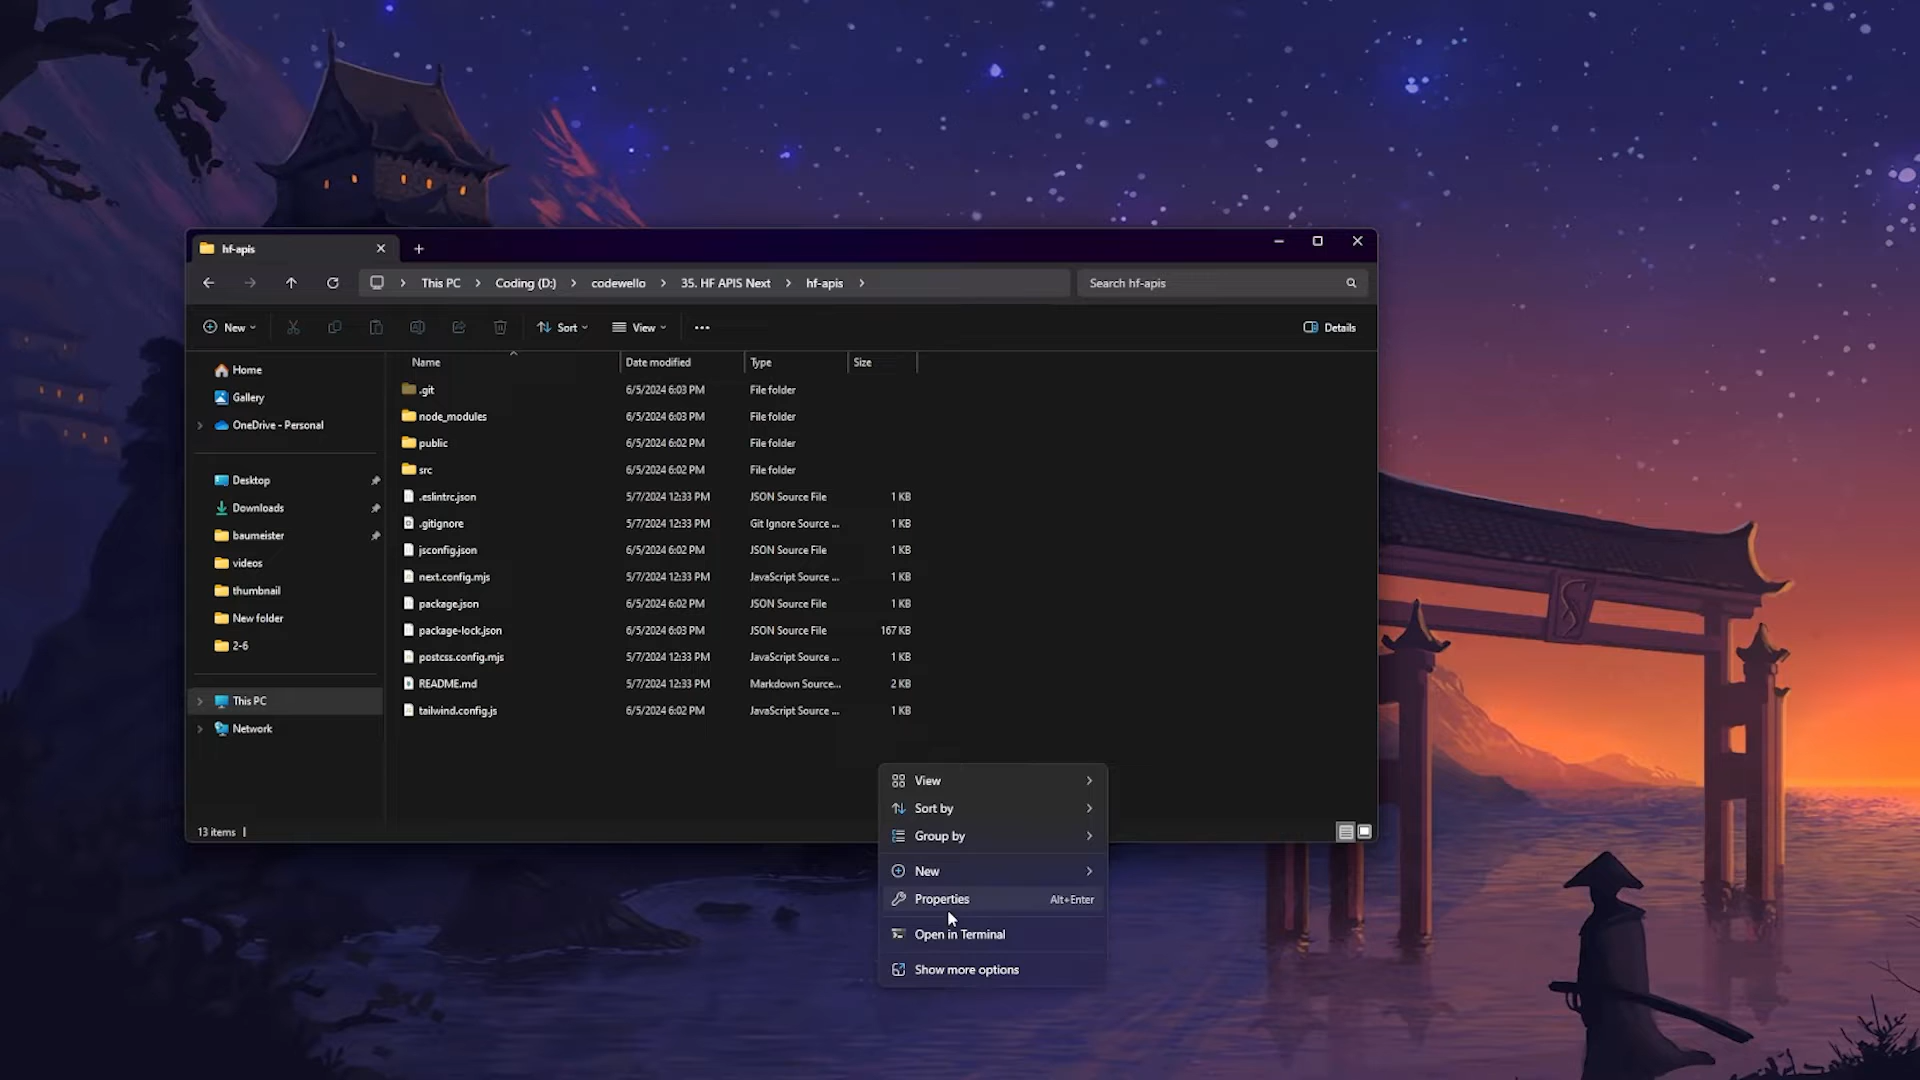 hf-apis
This PC > Coding (D:) > codewello > 35. HF APIS Next > hf-apis >
Search hf-apis
New Sort View ... Details
Home
Gallery
OneDrive - Personal
Desktop
Downloads
baumeister
videos
thumbnail
New folder
2-6
This PC
Network
Name Date modified Type Size
.git 6/5/2024 6:03 PM File folder
node_modules 6/5/2024 6:03 PM File folder
public 6/5/2024 6:02 PM File folder
src 6/5/2024 6:02 PM File folder
.eslintrc.json 5/7/2024 12:33 PM JSON Source File 1 KB
.gitignore 5/7/2024 12:33 PM Git Ignore Source ... 1 KB
jsconfig.json 6/5/2024 6:02 PM JSON Source File 1 KB
next.config.mjs 5/7/2024 12:33 PM JavaScript Source ... 1 KB
package.json 6/5/2024 6:02 PM JSON Source File 1 KB
package-lock.json 6/5/2024 6:03 PM JSON Source File 167 KB
postcss.config.mjs 5/7/2024 12:33 PM JavaScript Source ... 1 KB
README.md 5/7/2024 12:33 PM Markdown Source... 2 KB
tailwind.config.js 6/5/2024 6:02 PM JavaScript Source ... 1 KB
View
Sort by
Group by
New
Properties Alt+Enter
Open in Terminal
Show more options
13 items